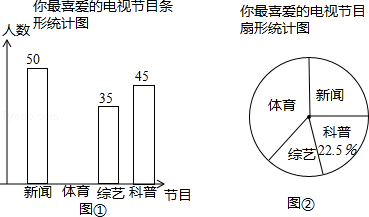 你最喜爱的电视节目条
形统计图
人数
50
35
45
新闻 体育 综艺 科普 节目
图①
你最喜爱的电视节目
扇形统计图
体育
新闻
科普
22.5%
综艺
图②